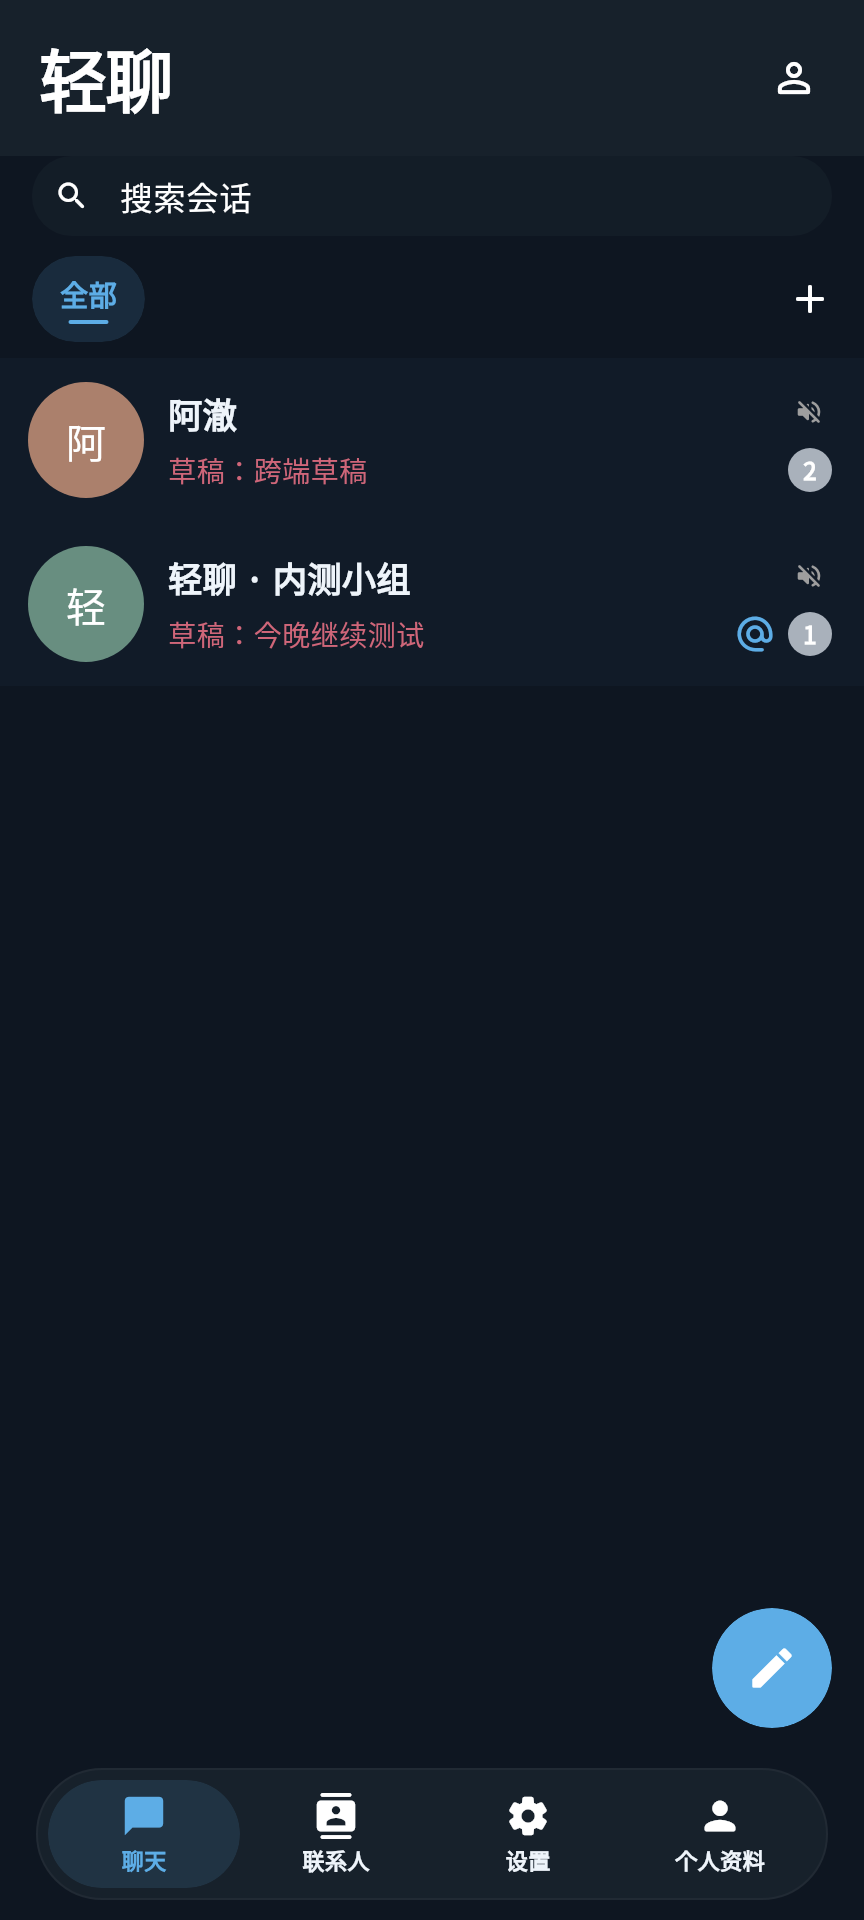 轻聊
搜索会话
全部
阿
阿澈
草稿：跨端草稿
2
轻
轻聊 · 内测小组
草稿：今晚继续测试
@
1
聊天
联系人
设置
个人资料